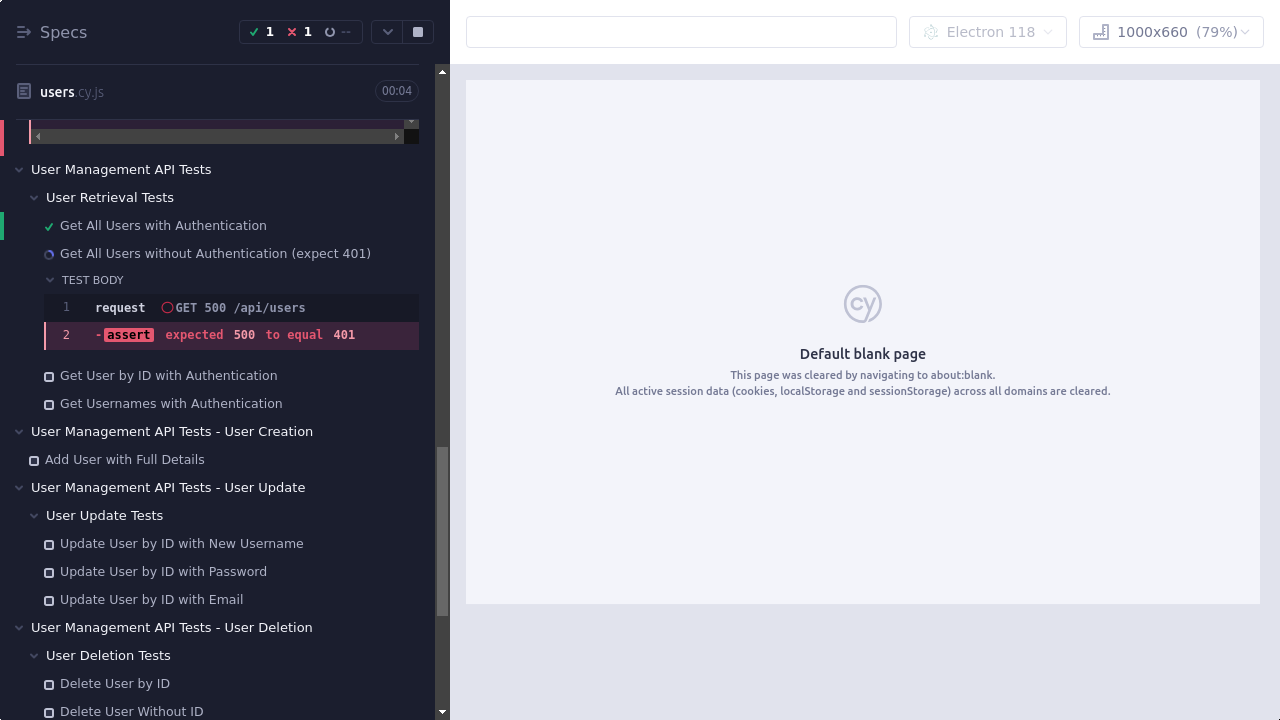 Specs
1
1
--
Electron 118
1000x660 (79%)
users.cy.js
00:04
User Management API Tests
User Retrieval Tests
Get All Users with Authentication
Get All Users without Authentication (expect 401)
TEST BODY
1 request GET 500 /api/users
2 -assert expected 500 to equal 401
Get User by ID with Authentication
Get Usernames with Authentication
User Management API Tests - User Creation
Add User with Full Details
User Management API Tests - User Update
User Update Tests
Update User by ID with New Username
Update User by ID with Password
Update User by ID with Email
User Management API Tests - User Deletion
User Deletion Tests
Delete User by ID
Delete User Without ID
cy
Default blank page
This page was cleared by navigating to about:blank.
All active session data (cookies, localStorage and sessionStorage) across all domains are cleared.